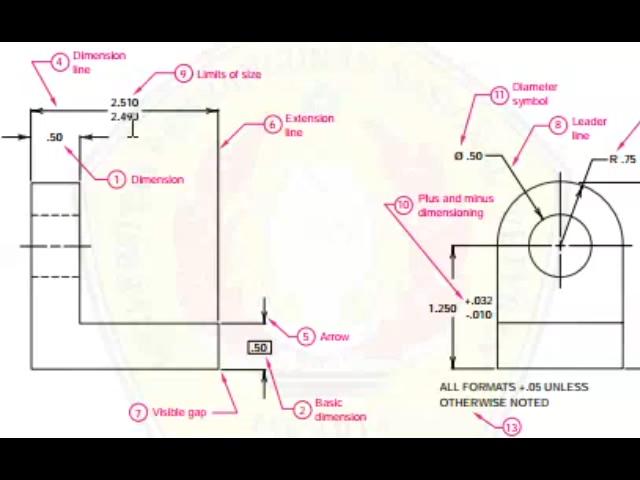 4 Dimension
line
9 Limits of size
2.510
2.490
.50
6 Extension
line
1 Dimension
11 Diameter
symbol
8 Leader
line
Ø .50
R .75
10 Plus and minus
dimensioning
1.250 +.032
-.010
5 Arrow
.50
7 Visible gap
2 Basic
dimension
ALL FORMATS +.05 UNLESS
OTHERWISE NOTED
13